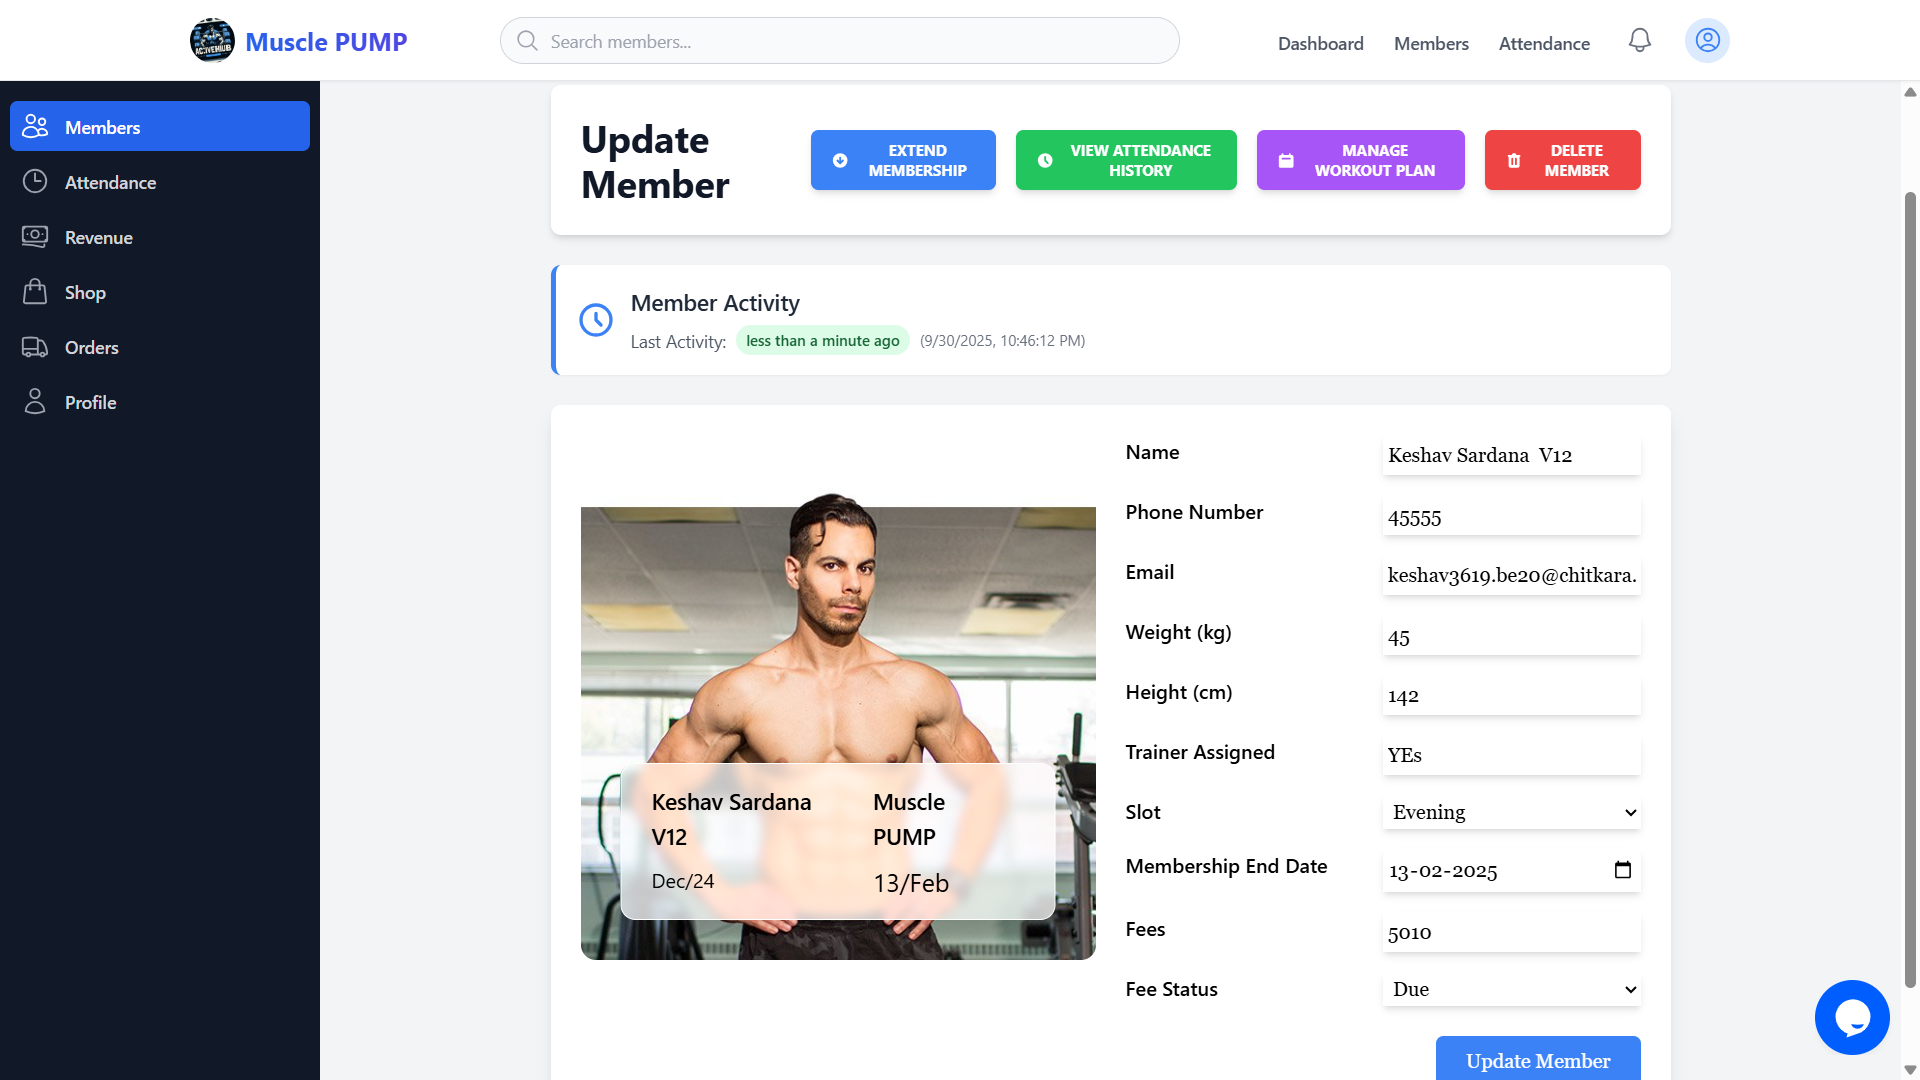 ACTIVEHUB
Muscle PUMP
Search members...
Dashboard
Members
Attendance
Members
Attendance
Revenue
Shop
Orders
Profile
Update
Member
EXTEND
MEMBERSHIP
VIEW ATTENDANCE
HISTORY
MANAGE
WORKOUT PLAN
DELETE
MEMBER
Member Activity
Last Activity: less than a minute ago (9/30/2025, 10:46:12 PM)
Keshav Sardana
V12
Dec/24
Muscle
PUMP
13/Feb
Name
Keshav Sardana  V12
Phone Number
45555
Email
keshav3619.be20@chitkara.
Weight (kg)
45
Height (cm)
142
Trainer Assigned
YEs
Slot
Evening
Membership End Date
13-02-2025
Fees
5010
Fee Status
Due
Update Member